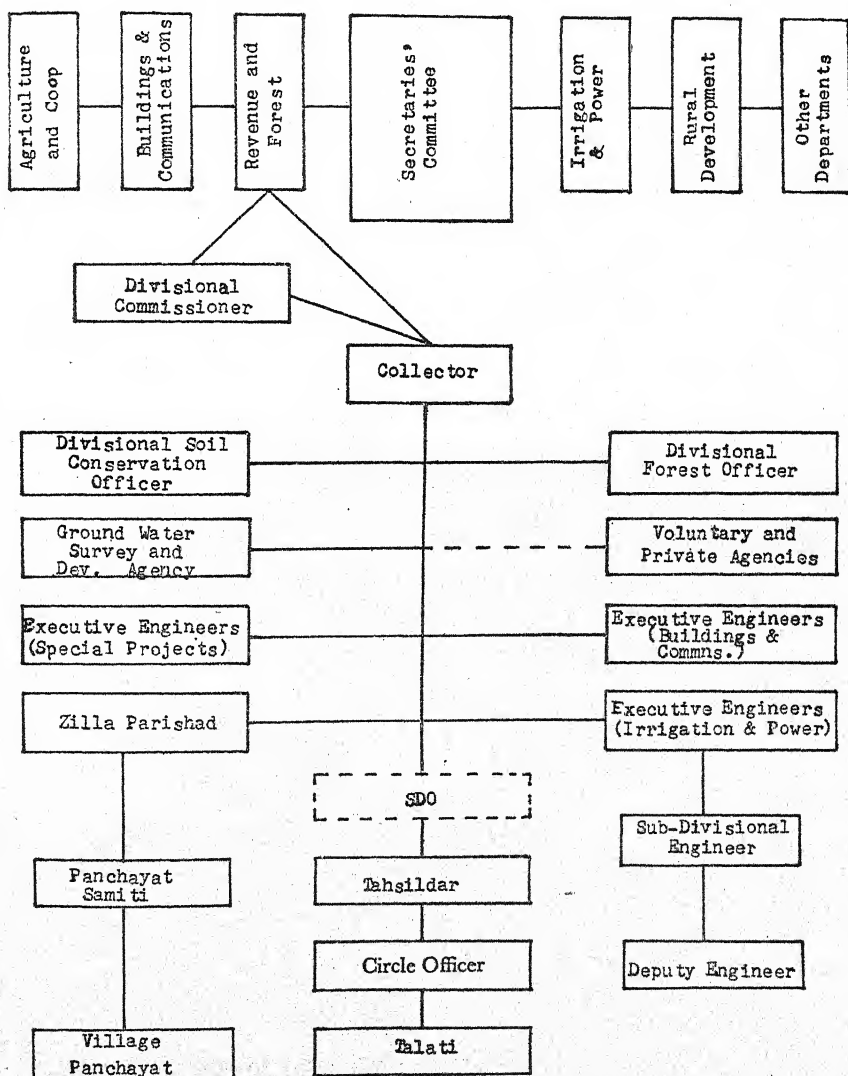 Agriculture
and Coop
Buildings &
Communications
Revenue and
Forest
Secretaries'
Committee
Irrigation
& Power
Rural
Development
Other
Departments
Divisional
Commissioner
Collector
Divisional Soil
Conservation
Officer
Divisional
Forest Officer
Ground Water
Survey and
Dev. Agency
Voluntary and
Private Agencies
Executive Engineers
(Special Projects)
Executive Engineers
(Buildings &
Commns.)
Zilla Parishad
Executive Engineers
(Irrigation & Power)
SDO
Sub-Divisional
Engineer
Panchayat
Samiti
Tahsildar
Circle Officer
Deputy Engineer
Village
Panchayat
Talati